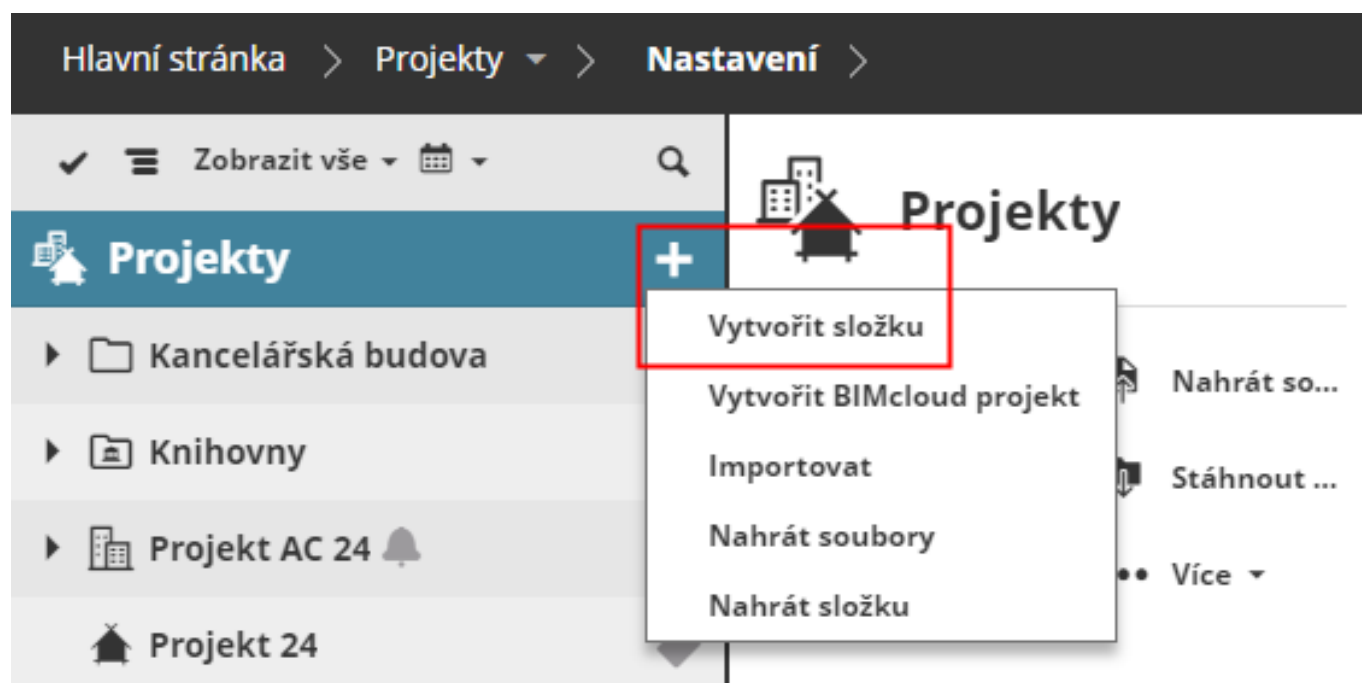 Hlavní stránka > Projekty > Nastavení >
Zobrazit vše
Projekty
Projekty
Vytvořit složku
Kancelářská budova
Vytvořit BIMcloud projekt
Nahrát so...
Knihovny
Importovat
Stáhnout ...
Projekt AC 24
Nahrát soubory
Více
Nahrát složku
Projekt 24